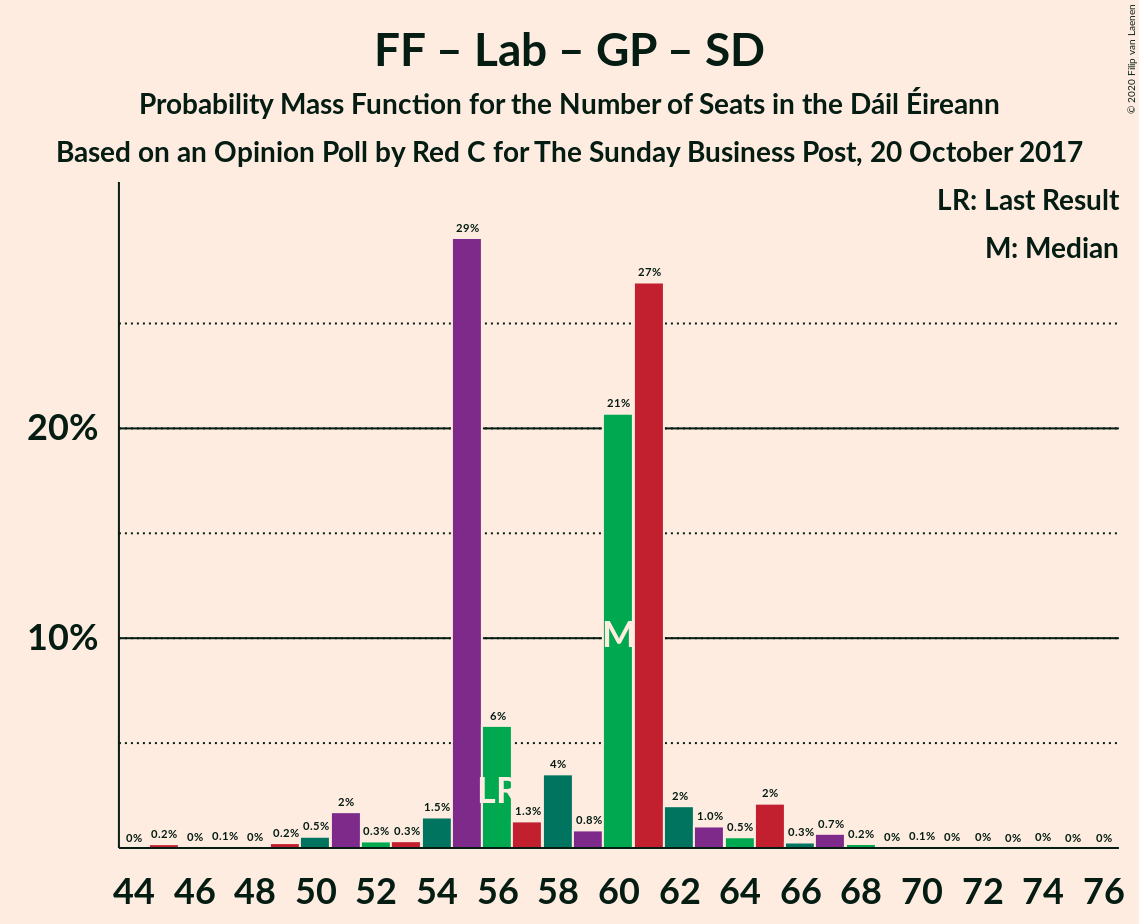 FF – Lab – GP – SD
Probability Mass Function for the Number of Seats in the Dáil Éireann
Based on an Opinion Poll by Red C for The Sunday Business Post, 20 October 2017
© 2020 Filip van Laenen
LR: Last Result
M: Median
20%
10%
0% 0.2% 0% 0.1% 0% 0.2% 0.5% 2% 0.3% 0.3% 1.5% 29% 6% 1.3% 4% 0.8% 21% 27% 2% 1.0% 0.5% 2% 0.3% 0.7% 0.2% 0% 0.1% 0% 0% 0% 0% 0% 0%
LR
M
44 46 48 50 52 54 56 58 60 62 64 66 68 70 72 74 76